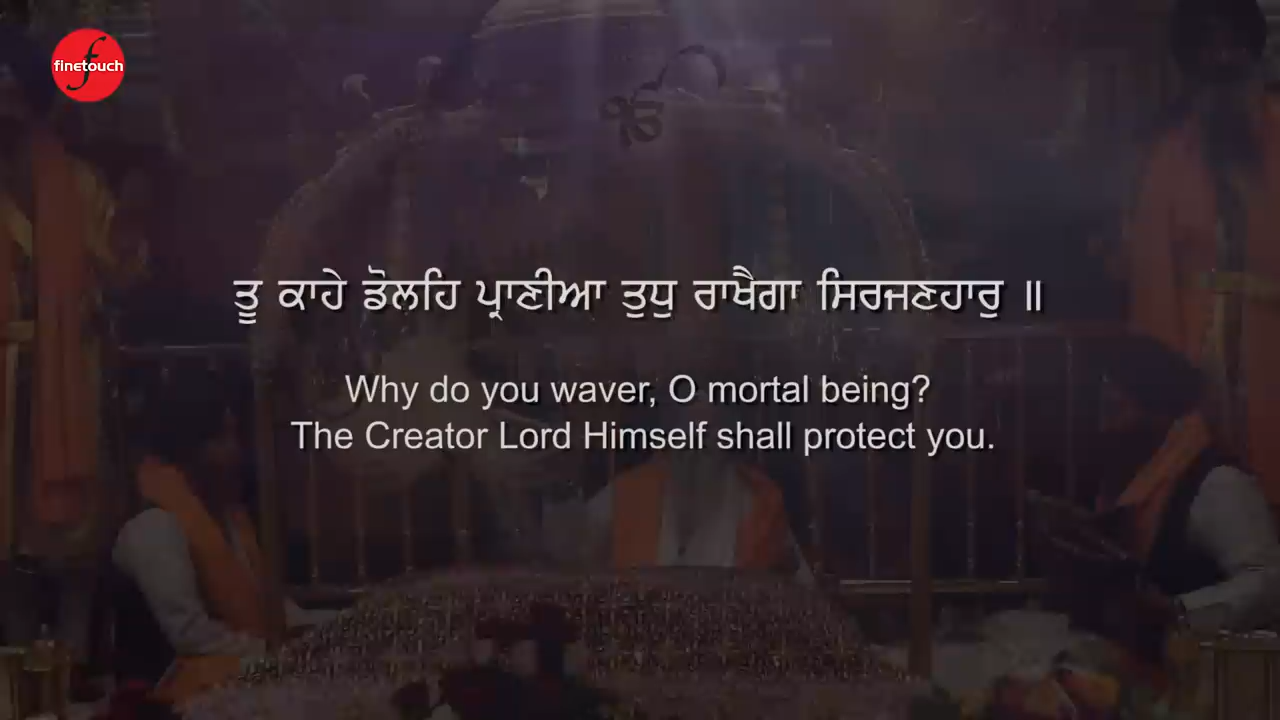 finetouch
ੴ
ਤੂ ਕਾਹੇ ਡੋਲਹਿ ਪ੍ਰਾਣੀਆ ਤੁਧੁ ਰਾਖੈਗਾ ਸਿਰਜਣਹਾਰੁ ॥
Why do you waver, O mortal being?
The Creator Lord Himself shall protect you.